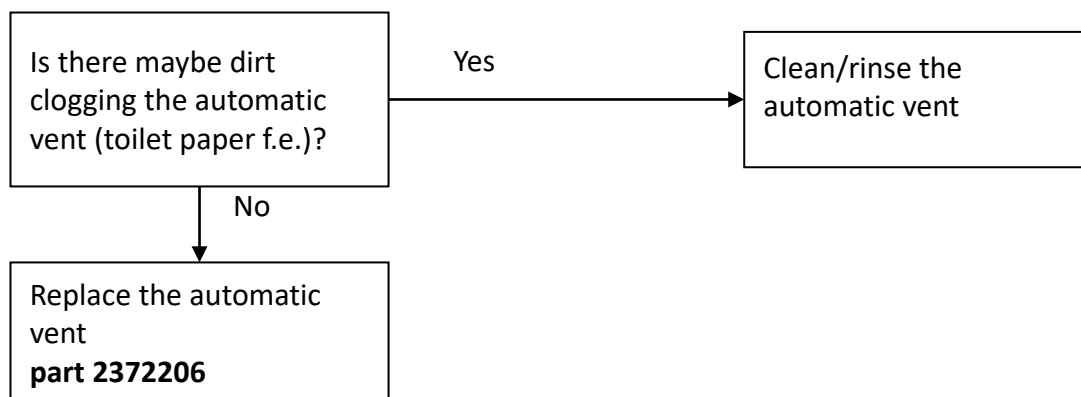 Is there maybe dirt
clogging the automatic
vent (toilet paper f.e.)?
Yes
Clean/rinse the
automatic vent
No
Replace the automatic
vent
part 2372206